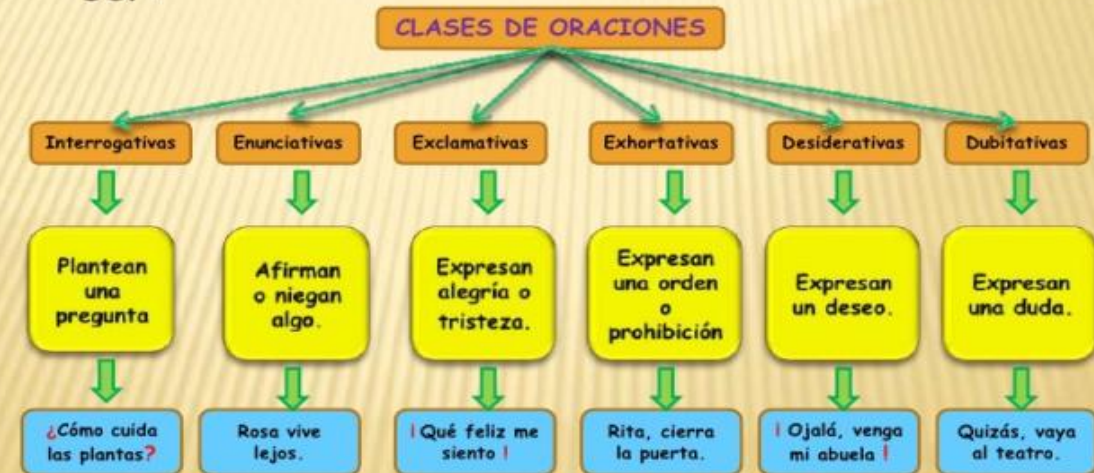 CLASES DE ORACIONES
Interrogativas
Enunciativas
Exclamativas
Exhortativas
Desiderativas
Dubitativas
Plantean
una
pregunta
Afirman
o niegan
algo.
Expresan
alegría o
tristeza.
Expresan
una orden
o
prohibición
Expresan
un deseo.
Expresan
una duda.
¿Cómo cuida
las plantas?
Rosa vive
lejos.
¡ Qué feliz me
siento !
Rita, cierra
la puerta.
¡ Ojalá, venga
mi abuela !
Quizás, vaya
al teatro.